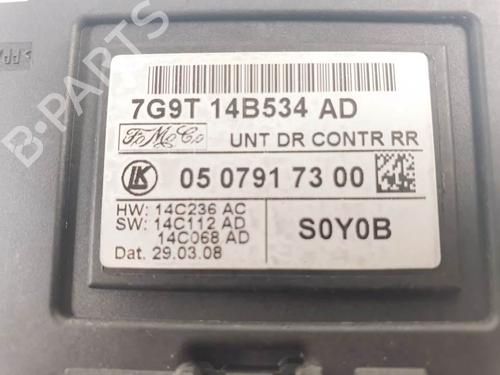 7G9T 14B534 AD
F.M.Co.
UNT DR CONTR RR
LK
05 0791 73 00
HW: 14C236 AC
SW: 14C112 AD
14C068 AD
Dat. 29.03.08
S0Y0B
B-PARTS